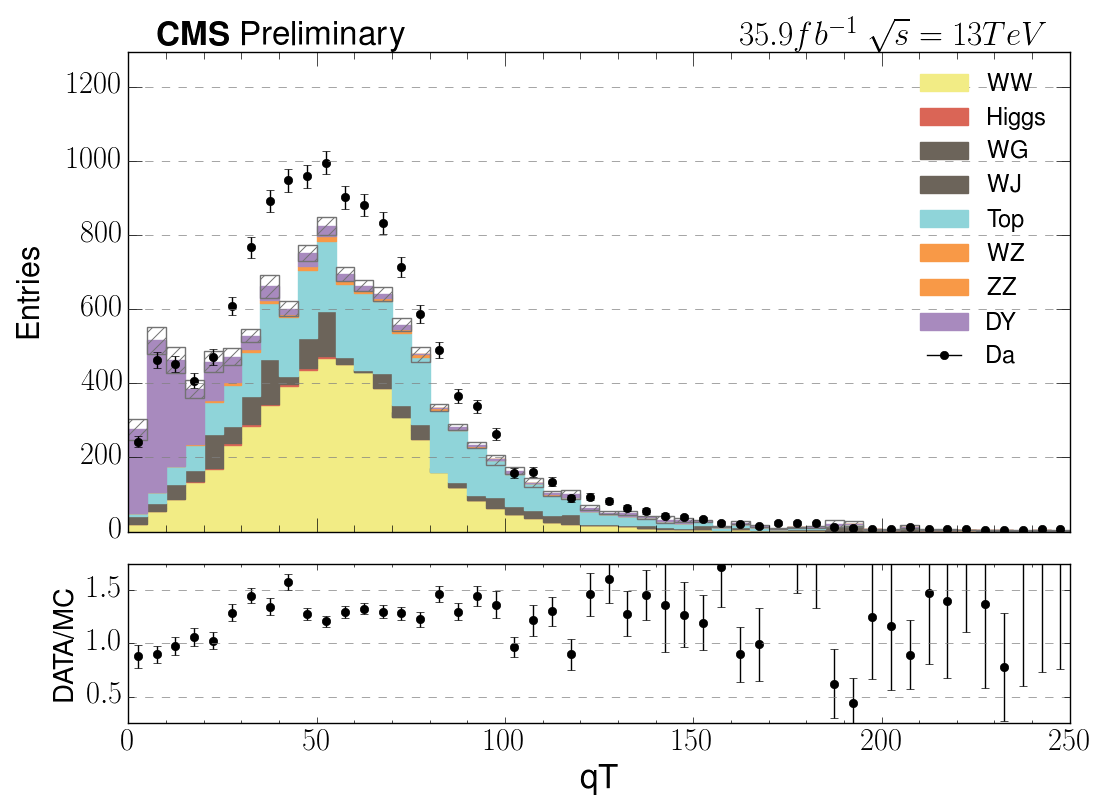 CMS Preliminary 35.9fb⁻¹ √s = 13TeV
1200
1000
800
600
400
200
0
Entries
WW
Higgs
WG
WJ
Top
WZ
ZZ
DY
Da
1.5
1.0
0.5
DATA/MC
0 50 100 150 200 250
qT